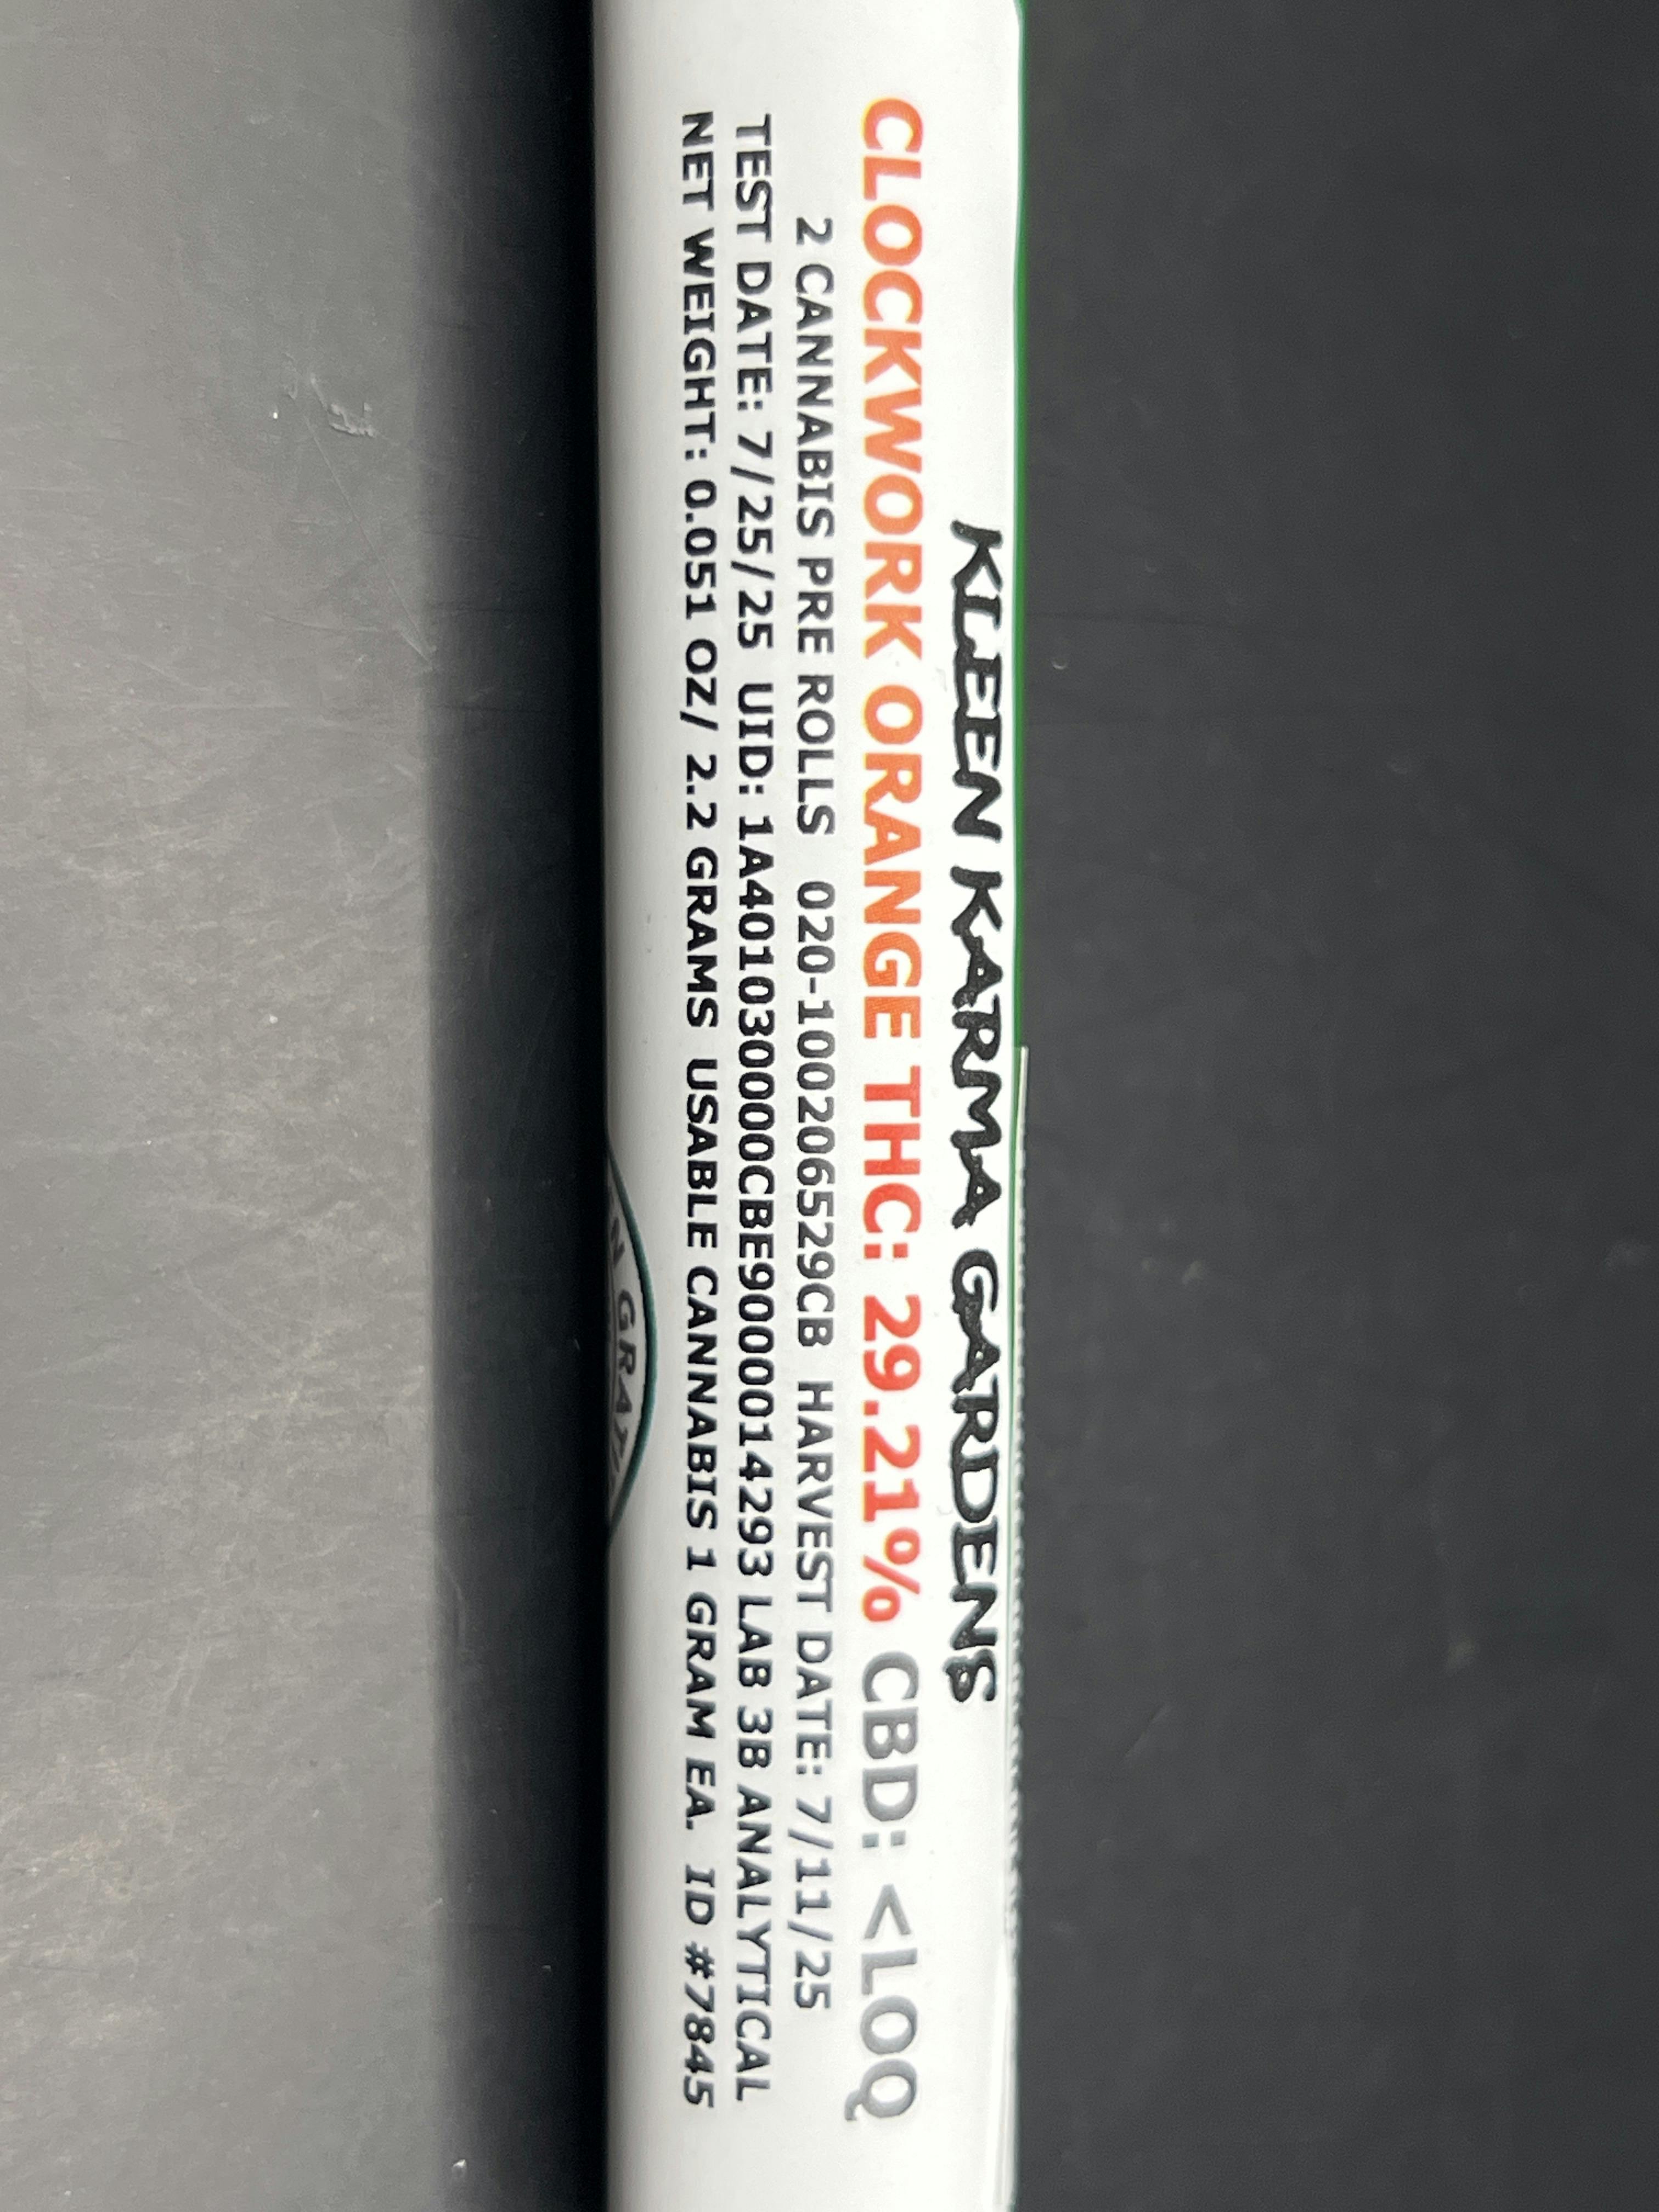 KLEEN KARMA GARDENS
CLOCKWORK ORANGE THC: 29.21% CBD: <LOQ
2 CANNABIS PRE ROLLS 020-100206529CB HARVEST DATE: 7/11/25
TEST DATE: 7/25/25 UID: 1A4010300000CBE900014293 LAB 3B ANALYTICAL
NET WEIGHT: 0.051 OZ/ 2.2 GRAMS USABLE CANNABIS 1 GRAM EA. ID #7845